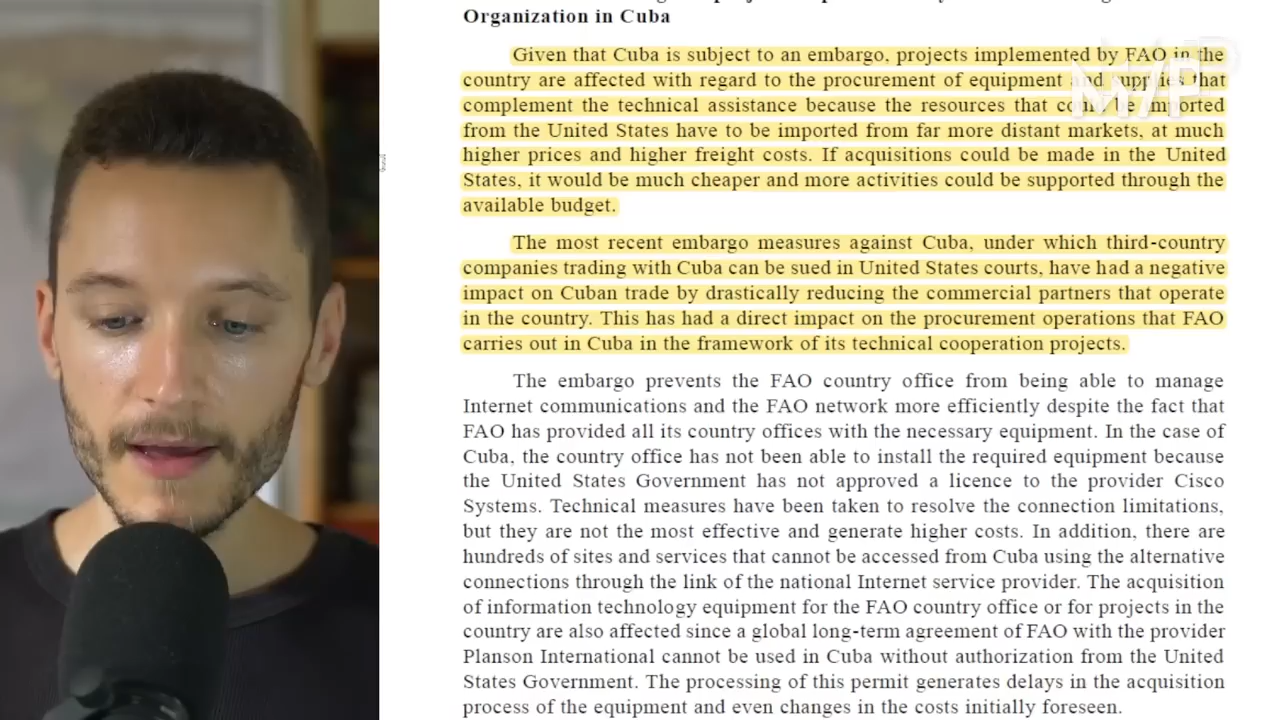 Organization in Cuba
Given that Cuba is subject to an embargo, projects implemented by FAO in the
country are affected with regard to the procurement of equipment and supplies that
complement the technical assistance because the resources that could be imported
from the United States have to be imported from far more distant markets, at much
higher prices and higher freight costs. If acquisitions could be made in the United
States, it would be much cheaper and more activities could be supported through the
available budget.
The most recent embargo measures against Cuba, under which third-country
companies trading with Cuba can be sued in United States courts, have had a negative
impact on Cuban trade by drastically reducing the commercial partners that operate
in the country. This has had a direct impact on the procurement operations that FAO
carries out in Cuba in the framework of its technical cooperation projects.
The embargo prevents the FAO country office from being able to manage
Internet communications and the FAO network more efficiently despite the fact that
FAO has provided all its country offices with the necessary equipment. In the case of
Cuba, the country office has not been able to install the required equipment because
the United States Government has not approved a licence to the provider Cisco
Systems. Technical measures have been taken to resolve the connection limitations,
but they are not the most effective and generate higher costs. In addition, there are
hundreds of sites and services that cannot be accessed from Cuba using the alternative
connections through the link of the national Internet service provider. The acquisition
of information technology equipment for the FAO country office or for projects in the
country are also affected since a global long-term agreement of FAO with the provider
Planson International cannot be used in Cuba without authorization from the United
States Government. The processing of this permit generates delays in the acquisition
process of the equipment and even changes in the costs initially foreseen.